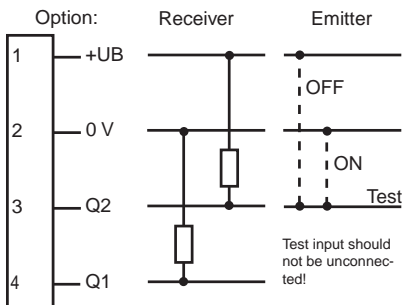 Option: Receiver Emitter
1 +UB
OFF
2 0 V
ON
Test
3 Q2
Test input should
not be unconnec-
ted!
4 Q1